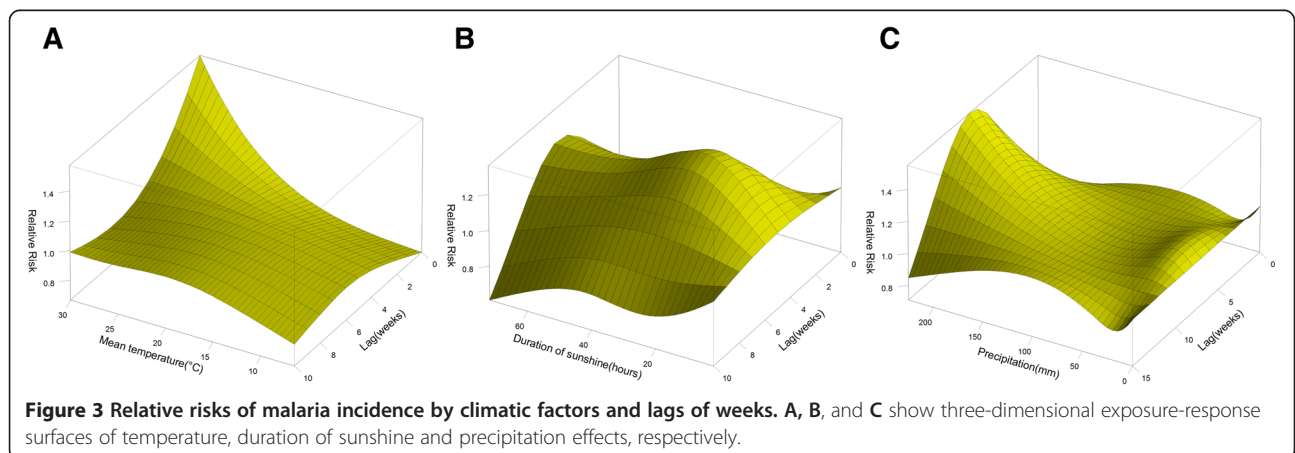 A
B
C
Relative Risk
1.4
1.2
1.0
0.8
30
25
20
15
10
Mean temperature(°C)
0
2
4
6
8
10
Lag(weeks)
Relative Risk
1.2
1.0
0.8
60
40
20
Duration of sunshine(hours)
0
2
4
6
8
10
Lag(weeks)
Relative Risk
1.4
1.2
1.0
0.8
200
150
100
50
0
Precipitation(mm)
0
5
10
15
Lag(weeks)
Figure 3 Relative risks of malaria incidence by climatic factors and lags of weeks. A, B, and C show three-dimensional exposure-response
surfaces of temperature, duration of sunshine and precipitation effects, respectively.